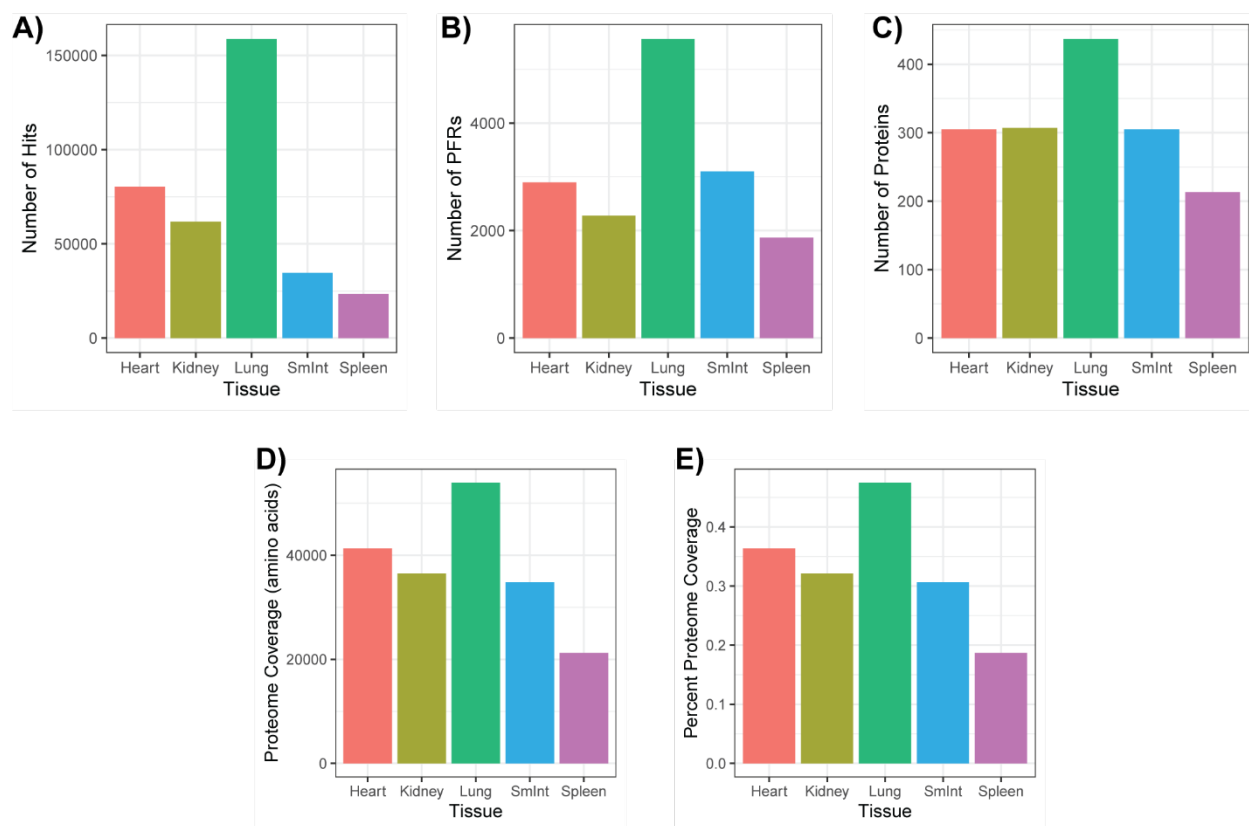 A)
Number of Hits
150000
100000
50000
0
Heart Kidney Lung SmInt Spleen
Tissue
B)
Number of PFRs
4000
2000
0
Heart Kidney Lung SmInt Spleen
Tissue
C)
Number of Proteins
400
300
200
100
0
Heart Kidney Lung SmInt Spleen
Tissue
D)
Proteome Coverage (amino acids)
40000
20000
0
Heart Kidney Lung SmInt Spleen
Tissue
E)
Percent Proteome Coverage
0.4
0.3
0.2
0.1
0.0
Heart Kidney Lung SmInt Spleen
Tissue